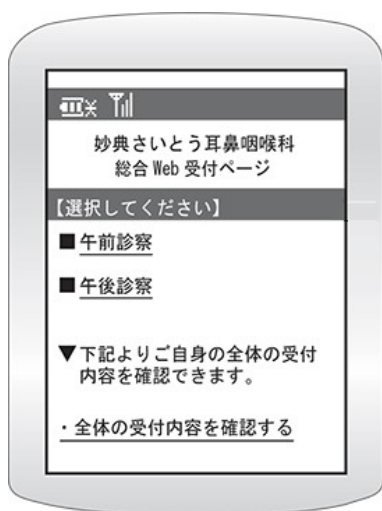 妙典さいとう耳鼻咽喉科
総合 Web 受付ページ
【選択してください】
■午前診察
■午後診察
▼下記よりご自身の全体の受付
内容を確認できます。
・全体の受付内容を確認する